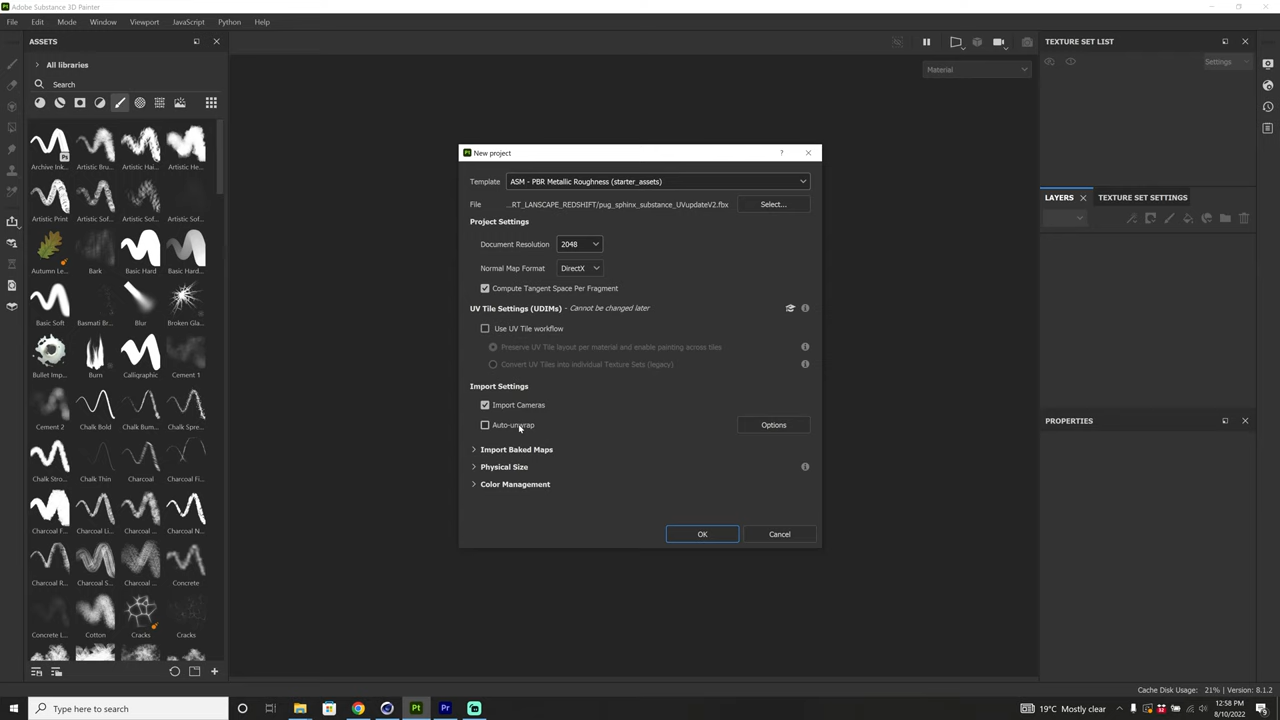 Adobe Substance 3D Painter
File Edit Mode Window Viewport JavaScript Python Help
ASSETS
All libraries
Search
Archive Ink... Artistic Bru... Artistic Hai... Artistic He...
Artistic Print Artistic Sof... Artistic Sof... Artistic Sof...
Autumn Le... Bark Basic Hard Basic Hard...
Basic Soft Basmati Br... Blur Broken Gla...
Bullet Imp... Burn Calligraphic Cement 1
Cement 2 Chalk Bold Chalk Bum... Chalk Spre...
Chalk Stro... Chalk Thin Charcoal Charcoal Fi...
Charcoal F... Charcoal Li... Charcoal M... Charcoal N...
Charcoal R... Charcoal S... Charcoal ... Concrete
Concrete L... Cotton Cracks Cracks
Material
New project
?
Template ASM - PBR Metallic Roughness (starter_assets)
File ...RT_LANSCAPE_REDSHIFT/pug_sphinx_substance_UVupdateV2.fbx Select...
Project Settings
Document Resolution 2048
Normal Map Format DirectX
Compute Tangent Space Per Fragment
UV Tile Settings (UDIMs) - Cannot be changed later
Use UV Tile workflow
Preserve UV Tile layout per material and enable painting across tiles
Convert UV Tiles into individual Texture Sets (legacy)
Import Settings
Import Cameras
Auto-unwrap Options
Import Baked Maps
Physical Size
Color Management
OK Cancel
TEXTURE SET LIST
Settings
LAYERS TEXTURE SET SETTINGS
PROPERTIES
Cache Disk Usage: 21% | Version: 8.1.2
Type here to search
19°C Mostly clear
12:58 PM
8/10/2022